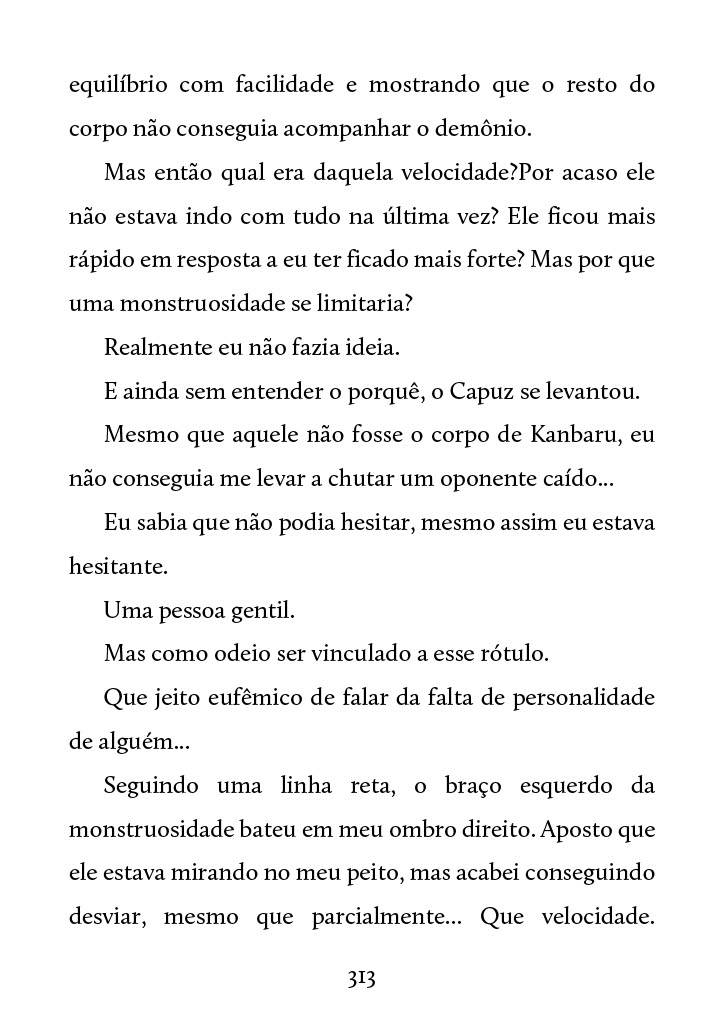 equilíbrio com facilidade e mostrando que o resto do
corpo não conseguia acompanhar o demônio.
Mas então qual era daquela velocidade?Por acaso ele
não estava indo com tudo na última vez? Ele ficou mais
rápido em resposta a eu ter ficado mais forte? Mas por que
uma monstruosidade se limitaria?
Realmente eu não fazia ideia.
E ainda sem entender o porquê, o Capuz se levantou.
Mesmo que aquele não fosse o corpo de Kanbaru, eu
não conseguia me levar a chutar um oponente caído...
Eu sabia que não podia hesitar, mesmo assim eu estava
hesitante.
Uma pessoa gentil.
Mas como odeio ser vinculado a esse rótulo.
Que jeito eufêmico de falar da falta de personalidade
de alguém...
Seguindo uma linha reta, o braço esquerdo da
monstruosidade bateu em meu ombro direito. Aposto que
ele estava mirando no meu peito, mas acabei conseguindo
desviar, mesmo que parcialmente... Que velocidade.
313